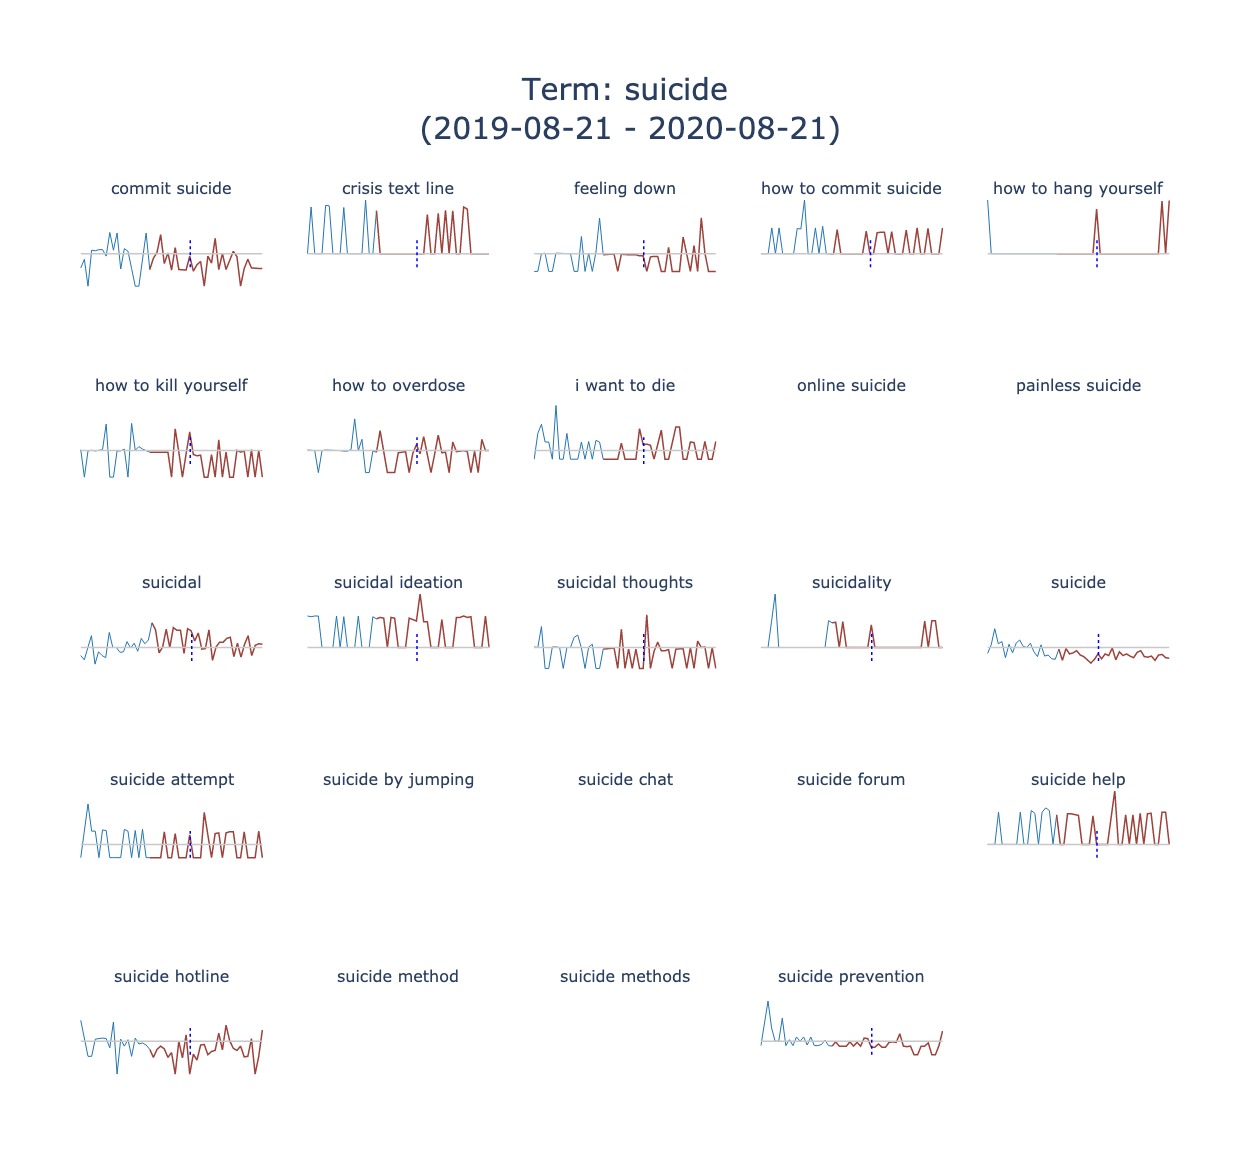 Term: suicide
(2019-08-21 - 2020-08-21)
commit suicide
crisis text line
feeling down
how to commit suicide
how to hang yourself
how to kill yourself
how to overdose
i want to die
online suicide
painless suicide
suicidal
suicidal ideation
suicidal thoughts
suicidality
suicide
suicide attempt
suicide by jumping
suicide chat
suicide forum
suicide help
suicide hotline
suicide method
suicide methods
suicide prevention